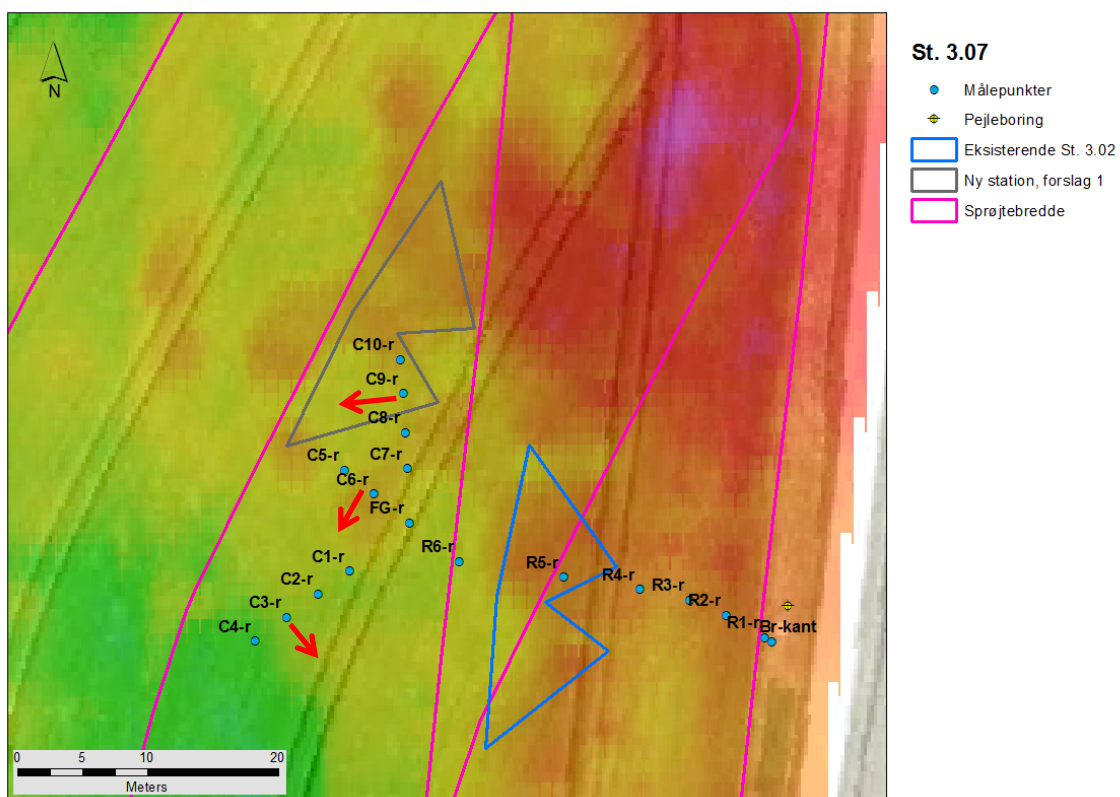 N
C10-r
C9-r
C8-r
C7-r
C5-r
C6-r
FG-r
R6-r
C1-r
C2-r
C3-r
C4-r
R5-r
R4-r
R3-r
R2-r
R1-r
Br-kant
0 5 10 20
Meters
St. 3.07
Målepunkter
Pejleboring
Eksisterende St. 3.02
Ny station, forslag 1
Sprøjtebredde